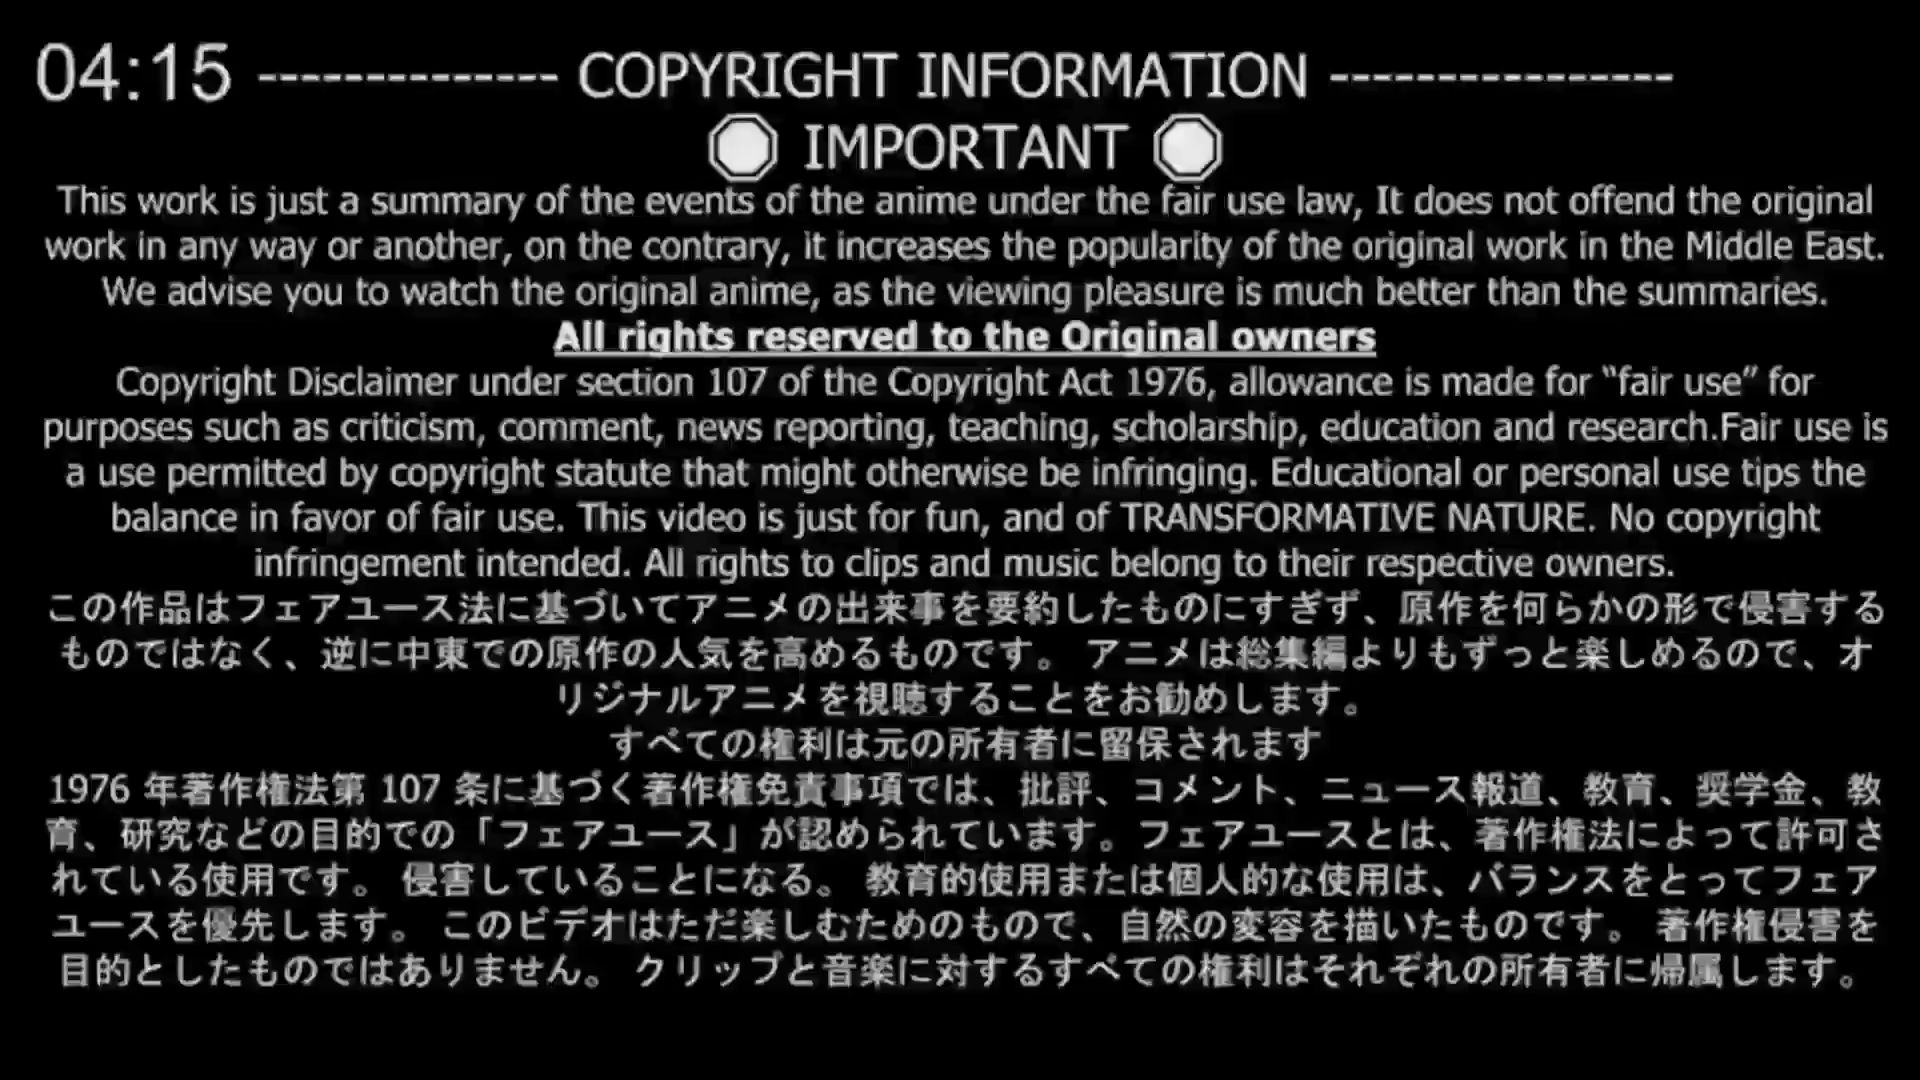 04:15 -------------- COPYRIGHT INFORMATION ----------------
IMPORTANT
This work is just a summary of the events of the anime under the fair use law, It does not offend the original
work in any way or another, on the contrary, it increases the popularity of the original work in the Middle East.
We advise you to watch the original anime, as the viewing pleasure is much better than the summaries.
All rights reserved to the Original owners
Copyright Disclaimer under section 107 of the Copyright Act 1976, allowance is made for “fair use” for
purposes such as criticism, comment, news reporting, teaching, scholarship, education and research.Fair use is
a use permitted by copyright statute that might otherwise be infringing. Educational or personal use tips the
balance in favor of fair use. This video is just for fun, and of TRANSFORMATIVE NATURE. No copyright
infringement intended. All rights to clips and music belong to their respective owners.
この作品はフェアユース法に基づいてアニメの出来事を要約したものにすぎず、原作を何らかの形で侵害する
ものではなく、逆に中東での原作の人気を高めるものです。 アニメは総集編よりもずっと楽しめるので、オ
リジナルアニメを視聴することをお勧めします。
すべての権利は元の所有者に留保されます
1976 年著作権法第 107 条に基づく著作権免責事項では、批評、コメント、ニュース報道、教育、奨学金、教
育、研究などの目的での「フェアユース」が認められています。フェアユースとは、著作権法によって許可さ
れている使用です。 侵害していることになる。 教育的使用または個人的な使用は、バランスをとってフェア
ユースを優先します。 このビデオはただ楽しむためのもので、自然の変容を描いたものです。 著作権侵害を
目的としたものではありません。 クリップと音楽に対するすべての権利はそれぞれの所有者に帰属します。